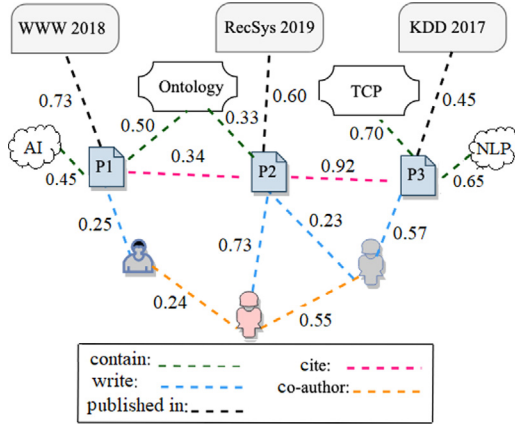 WWW 2018
RecSys 2019
KDD 2017
0.73
Ontology
0.60
TCP
0.45
0.50
0.33
0.70
AI
NLP
P1
0.34
P2
0.92
P3
0.45
0.65
0.25
0.73
0.23
0.57
0.24
0.55
contain:
cite:
write:
co-author:
published in: